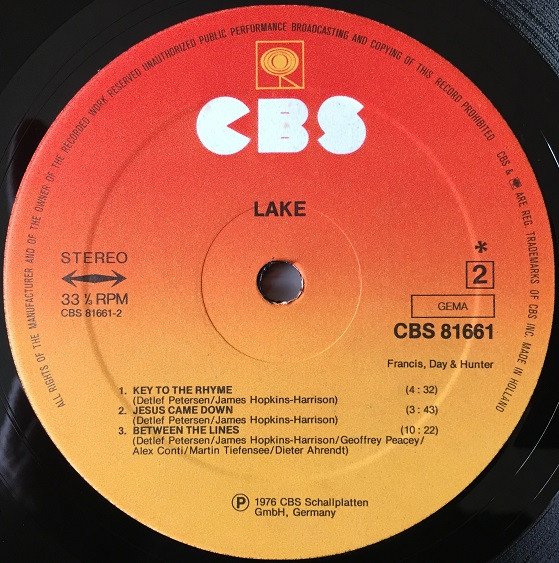 ALL RIGHTS OF THE MANUFACTURER AND OF THE OWNER OF THE RECORDED WORK RESERVED UNAUTHORIZED PUBLIC PERFORMANCE BROADCASTING AND COPYING OF THIS RECORD PROHIBITED. CBS & ARE REG. TRADEMARKS OF CBS INC. MADE IN HOLLAND
CBS
LAKE
STEREO
33 ⅓ RPM
CBS 81661-2
*
2
GEMA
CBS 81661
Francis, Day & Hunter
1. KEY TO THE RHYME (4 : 32)
(Detlef Petersen/James Hopkins-Harrison)
2. JESUS CAME DOWN (3 : 43)
(Detlef Petersen/James Hopkins-Harrison)
3. BETWEEN THE LINES (10 : 22)
(Detlef Petersen/James Hopkins-Harrison/Geoffrey Peacey/
Alex Conti/Martin Tiefensee/Dieter Ahrendt)
Ⓟ 1976 CBS Schallplatten
GmbH, Germany